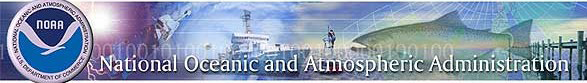 NATIONAL OCEANIC AND ATMOSPHERIC ADMINISTRATION
NOAA
U.S. DEPARTMENT OF COMMERCE
National Oceanic and Atmospheric Administration